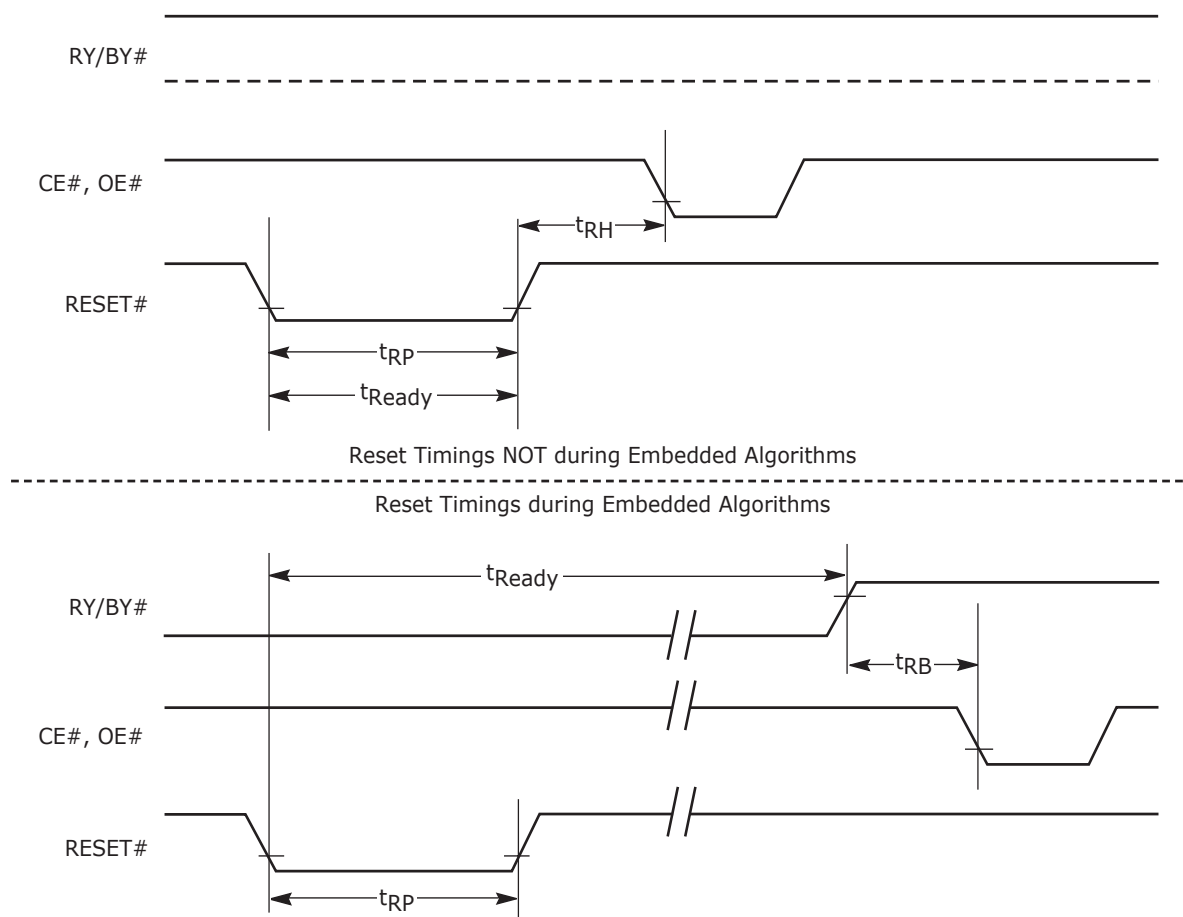 RY/BY#
CE#, OE#
tRH
RESET#
tRP
tReady
Reset Timings NOT during Embedded Algorithms
Reset Timings during Embedded Algorithms
tReady
RY/BY#
tRB
CE#, OE#
RESET#
tRP